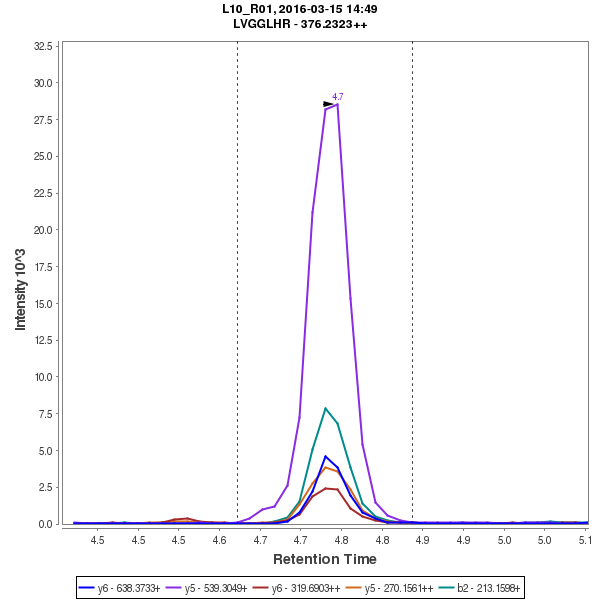 L10_R01, 2016-03-15 14:49
LVGGLHR - 376.2323++
32.5
30.0
27.5
25.0
22.5
20.0
17.5
15.0
12.5
10.0
7.5
5.0
2.5
0.0
Intensity 10^3
4.7
4.5 4.5 4.5 4.6 4.7 4.7 4.8 4.8 4.9 4.9 5.0 5.0 5.1
Retention Time
y6 - 638.3733+ y5 - 539.3049+ y6 - 319.6903++ y5 - 270.1561++ b2 - 213.1598+